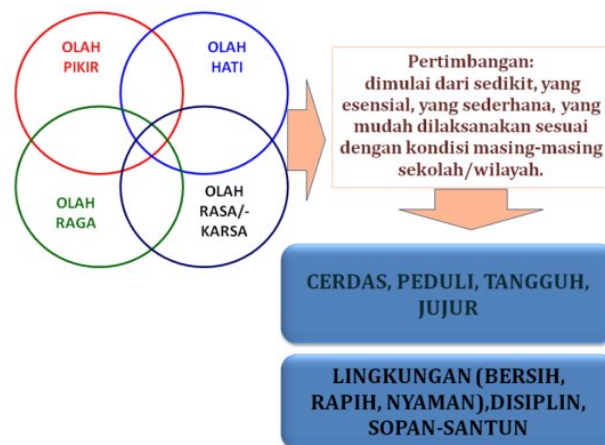 OLAH
PIKIR
OLAH
HATI
OLAH
RAGA
OLAH
RASA/-
KARSA
Pertimbangan:
dimulai dari sedikit, yang
esensial, yang sederhana, yang
mudah dilaksanakan sesuai
dengan kondisi masing-masing
sekolah/wilayah.
CERDAS, PEDULI, TANGGUH,
JUJUR
LINGKUNGAN (BERSIH,
RAPIH, NYAMAN),DISIPLIN,
SOPAN-SANTUN